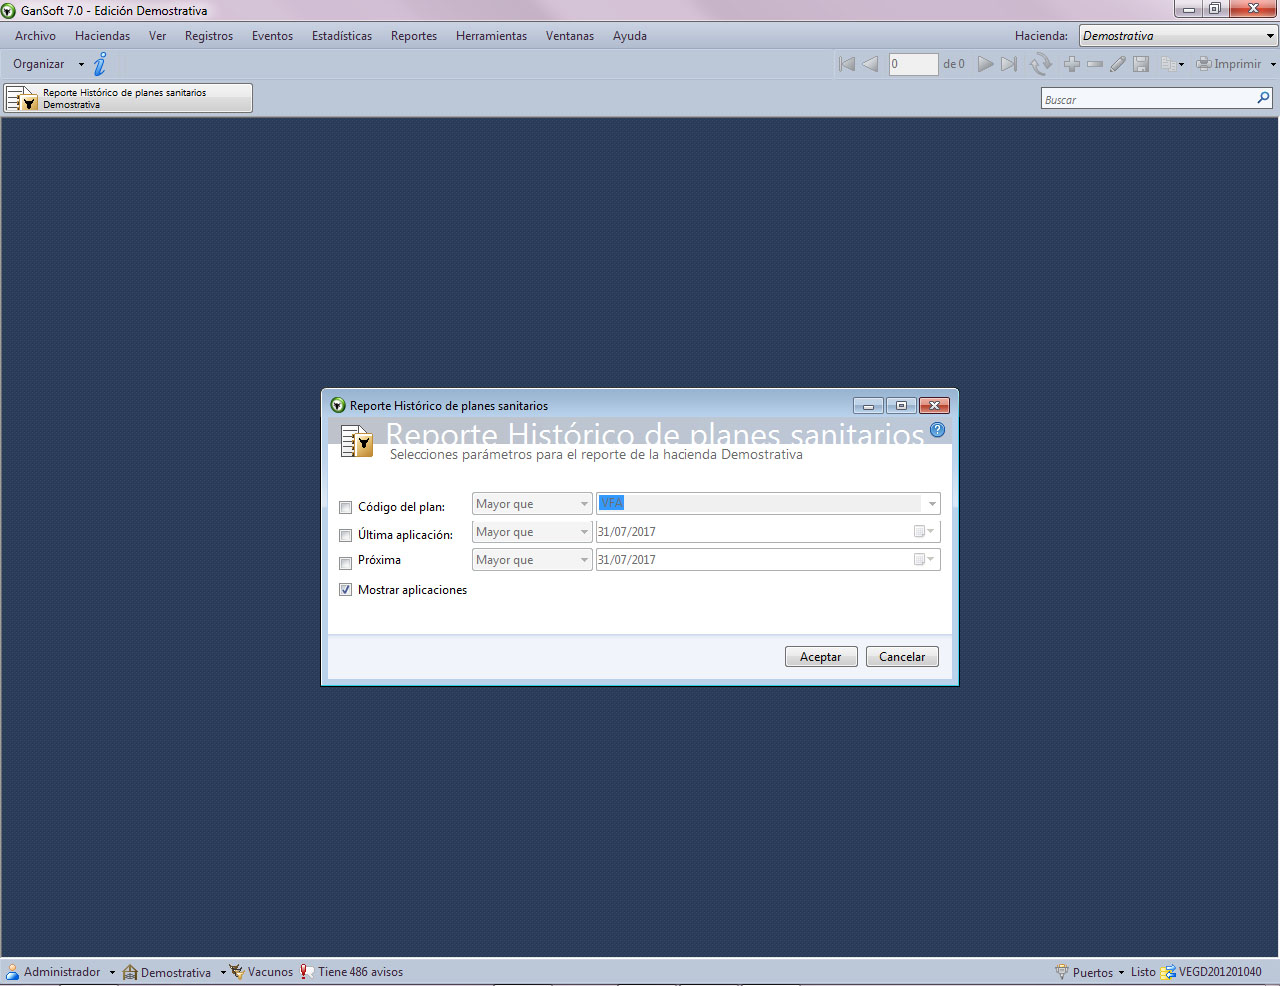 GanSoft 7.0 - Edición Demostrativa
Archivo Haciendas Ver Registros Eventos Estadísticas Reportes Herramientas Ventanas Ayuda Hacienda: Demostrativa
Organizar 0 de 0 Imprimir
Reporte Histórico de planes sanitarios
Demostrativa
Buscar
Reporte Histórico de planes sanitarios
Reporte Histórico de planes sanitarios
Selecciones parámetros para el reporte de la hacienda Demostrativa
Código del plan: Mayor que VFA
Última aplicación: Mayor que 31/07/2017
Próxima Mayor que 31/07/2017
Mostrar aplicaciones
Aceptar Cancelar
Administrador Demostrativa Vacunos Tiene 486 avisos Puertos Listo VEGD201201040